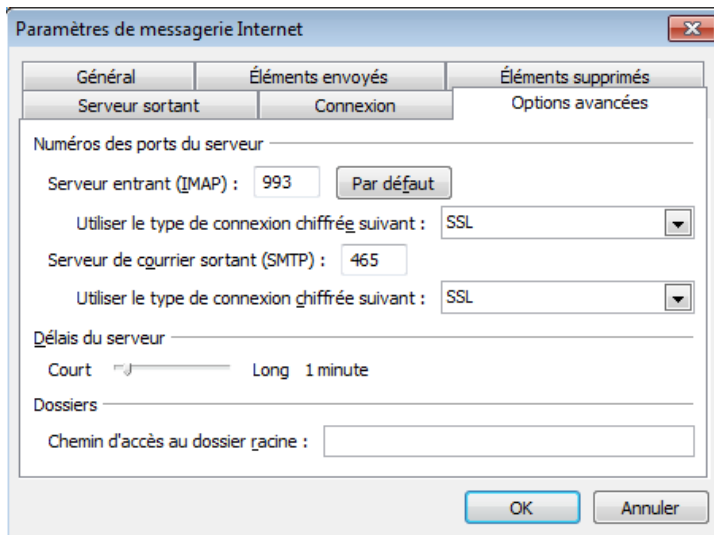 Paramètres de messagerie Internet
Général Éléments envoyés Éléments supprimés
Serveur sortant Connexion Options avancées
Numéros des ports du serveur
Serveur entrant (IMAP) : 993 Par défaut
Utiliser le type de connexion chiffrée suivant : SSL
Serveur de courrier sortant (SMTP) : 465
Utiliser le type de connexion chiffrée suivant : SSL
Délais du serveur
Court Long 1 minute
Dossiers
Chemin d'accès au dossier racine :
OK Annuler